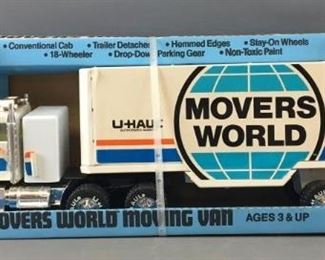 • Conventional Cab • Trailer Detaches • Hemmed Edges • Stay-On Wheels
• 18-Wheeler • Drop-Down Parking Gear • Non-Toxic Paint
U-HAUL
MOVERS
WORLD
MOVERS WORLD MOVING VAN AGES 3 & UP